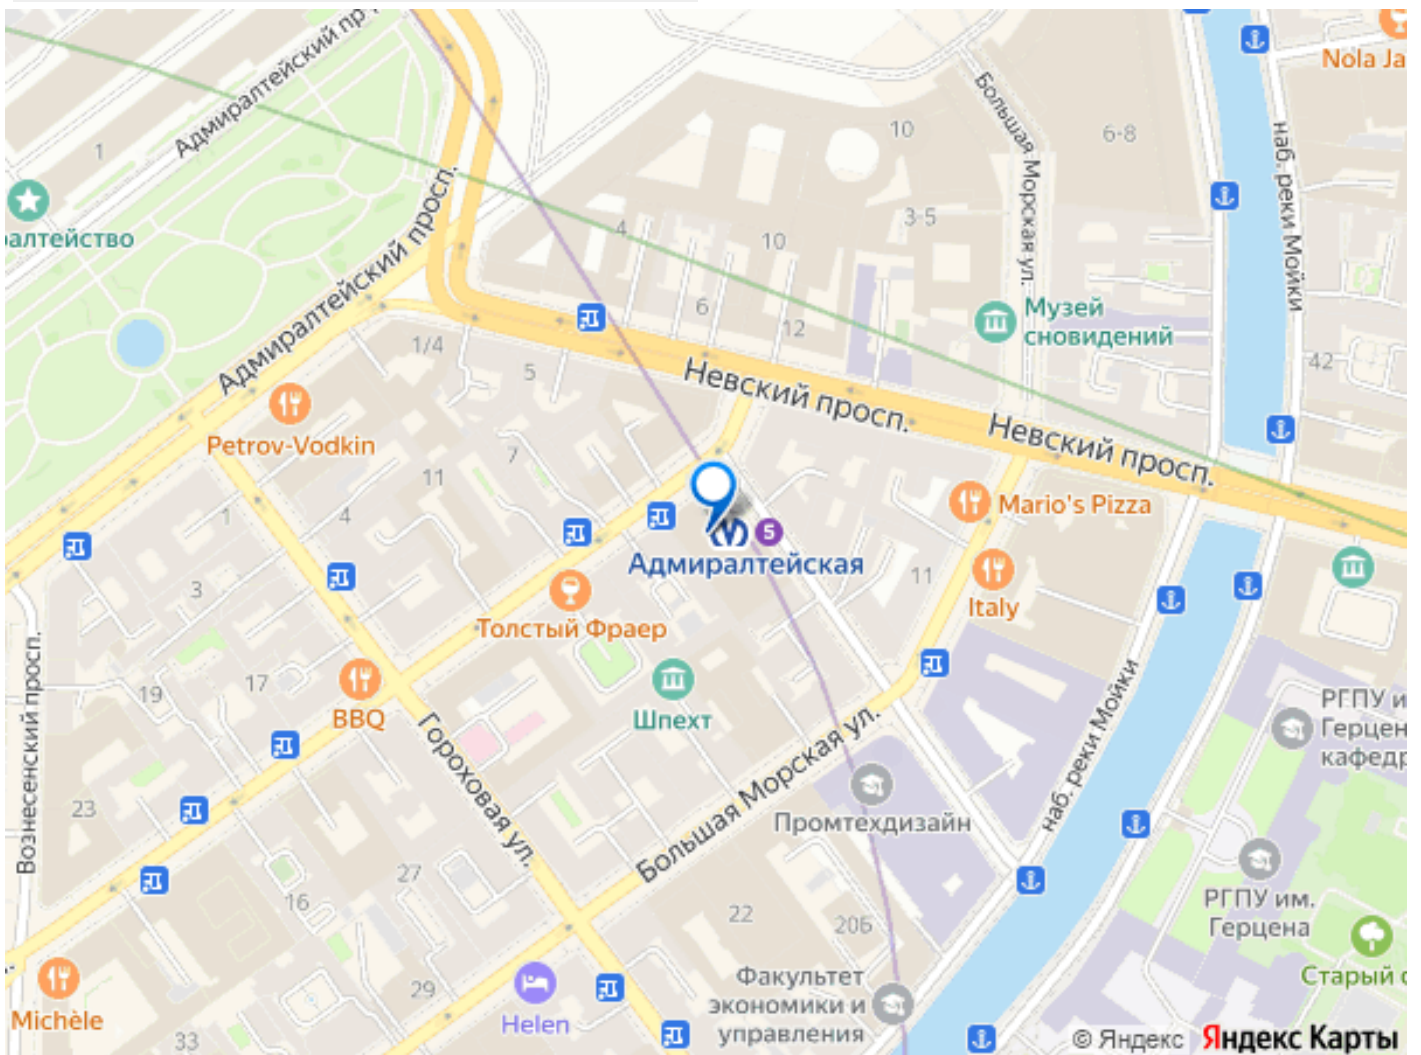 Адмиралтейский пр
Адмиралтейский просп.
1
алтейство
Адмиралтейский просп.
Большая Морская ул.
10
6-8
наб. реки Мойки
Nola Ja
4
10
3-5
6
12
Музей
сновидений
42
1/4
5
Невский просп.
Невский просп.
Petrov-Vodkin
11
7
1
4
3
Mario's Pizza
5
Адмиралтейская
11
Italy
Толстый Фраер
Шпехт
19
17
BBQ
Вознесенский просп.
Гороховая ул.
Большая Морская ул.
наб. реки Мойки
РГПУ и
Герцен
кафедр
Промтехдизайн
23
27
16
22
20Б
РГПУ им.
Герцена
Старый с
29
Helen
Факультет
экономики и
управления
Michèle
33
© Яндекс Яндекс Карты